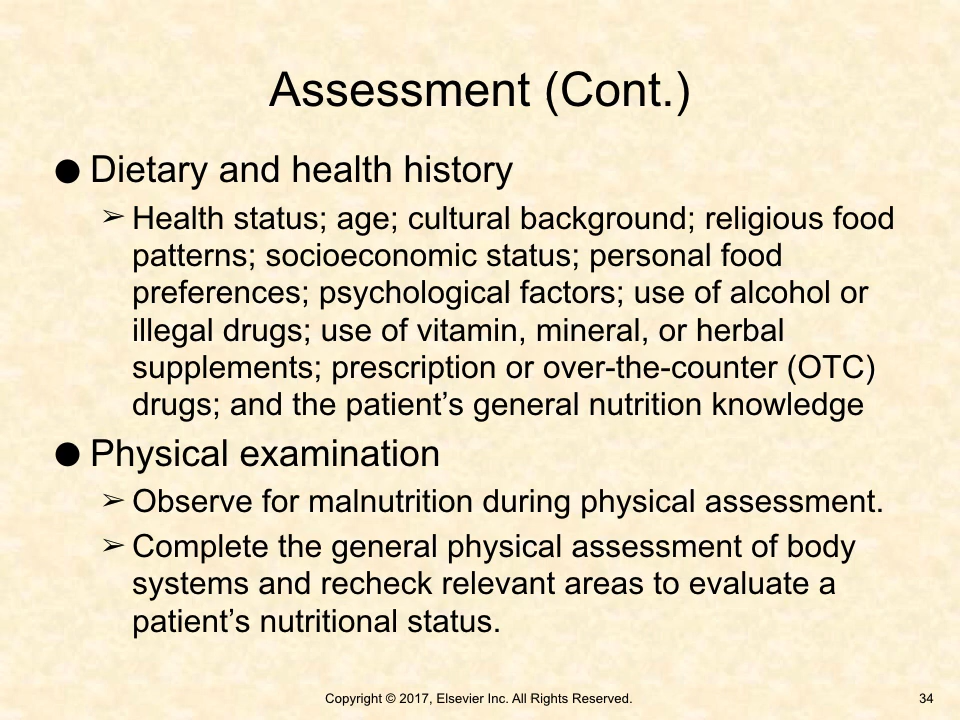 Assessment (Cont.)
● Dietary and health history
➢ Health status; age; cultural background; religious food
patterns; socioeconomic status; personal food
preferences; psychological factors; use of alcohol or
illegal drugs; use of vitamin, mineral, or herbal
supplements; prescription or over-the-counter (OTC)
drugs; and the patient’s general nutrition knowledge
● Physical examination
➢ Observe for malnutrition during physical assessment.
➢ Complete the general physical assessment of body
systems and recheck relevant areas to evaluate a
patient’s nutritional status.
Copyright © 2017, Elsevier Inc. All Rights Reserved. 34